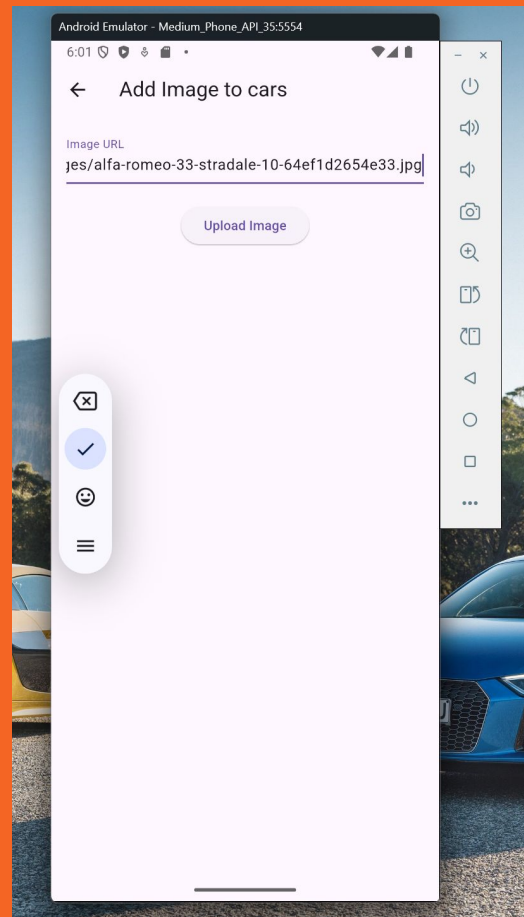 Android Emulator - Medium_Phone_API_35:5554
6:01
Add Image to cars
Image URL
ges/alfa-romeo-33-stradale-10-64ef1d2654e33.jpg
Upload Image